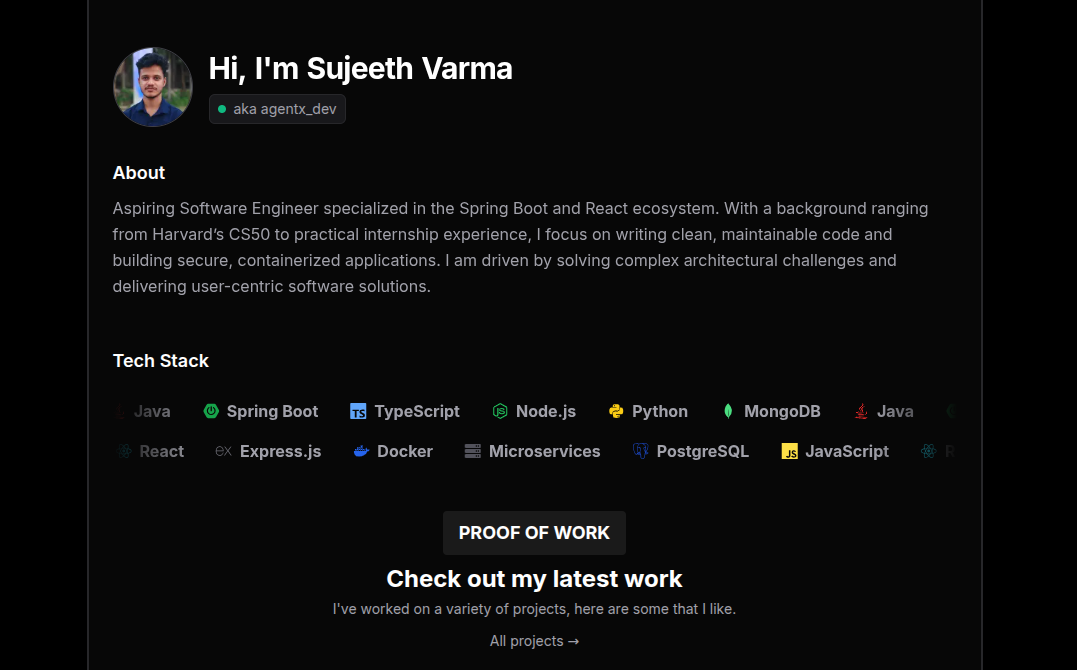 Hi, I'm Sujeeth Varma
aka agentx_dev
About
Aspiring Software Engineer specialized in the Spring Boot and React ecosystem. With a background ranging
from Harvard’s CS50 to practical internship experience, I focus on writing clean, maintainable code and
building secure, containerized applications. I am driven by solving complex architectural challenges and
delivering user-centric software solutions.
Tech Stack
Java Spring Boot TS TypeScript JS Node.js Python MongoDB Java
React ex Express.js Docker Microservices PostgreSQL JS JavaScript R
PROOF OF WORK
Check out my latest work
I've worked on a variety of projects, here are some that I like.
All projects →